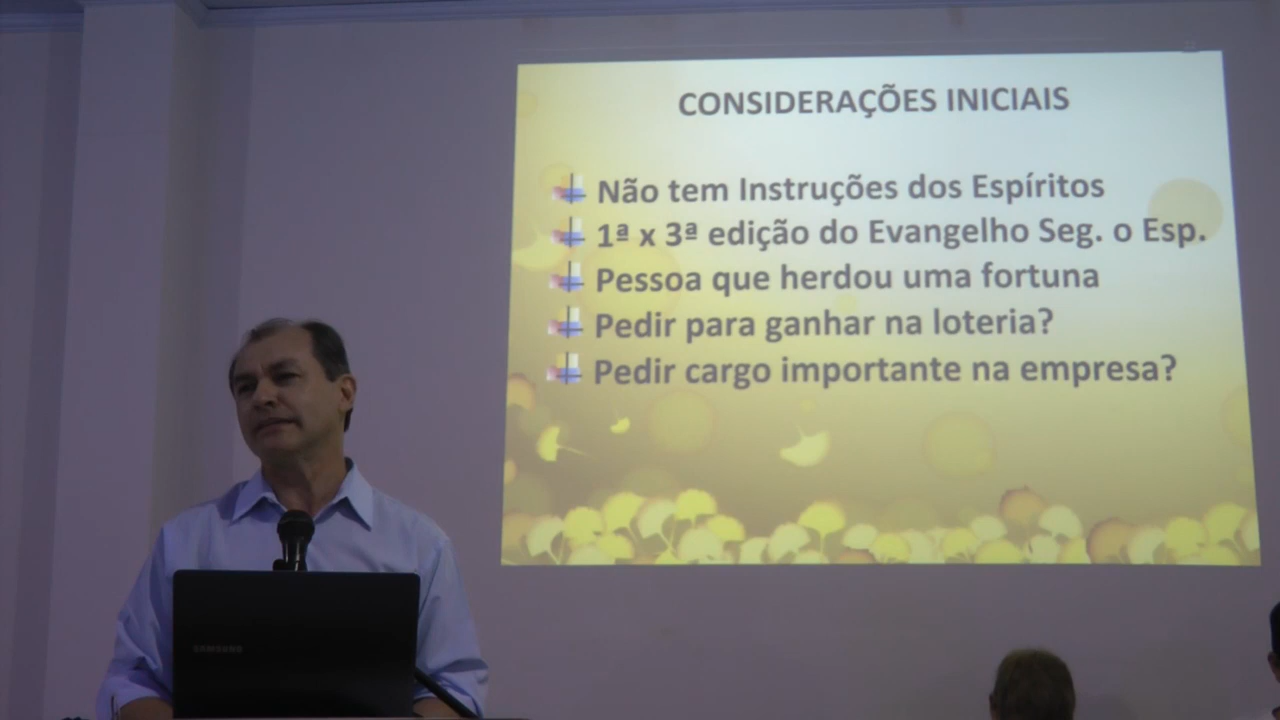 CONSIDERAÇÕES INICIAIS
Não tem Instruções dos Espíritos
1ª x 3ª edição do Evangelho Seg. o Esp.
Pessoa que herdou uma fortuna
Pedir para ganhar na loteria?
Pedir cargo importante na empresa?
SAMSUNG